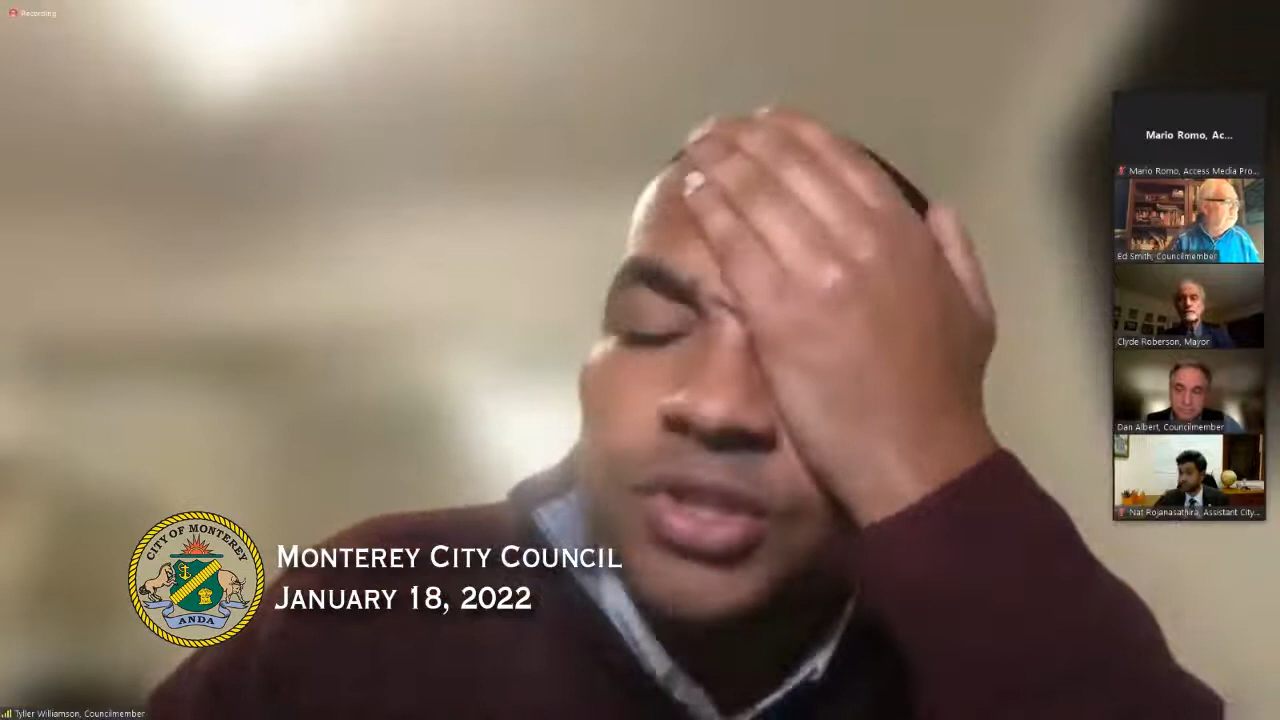 Recording
Mario Romo, Ac...
Mario Romo, Access Media Pro...
Ed Smith, Councilmember
Clyde Roberson, Mayor
Dan Albert, Councilmember
Nat Rojanasathira, Assistant City...
CITY OF MONTEREY
ANDA
MONTEREY CITY COUNCIL
JANUARY 18, 2022
Tyller Williamson, Councilmember